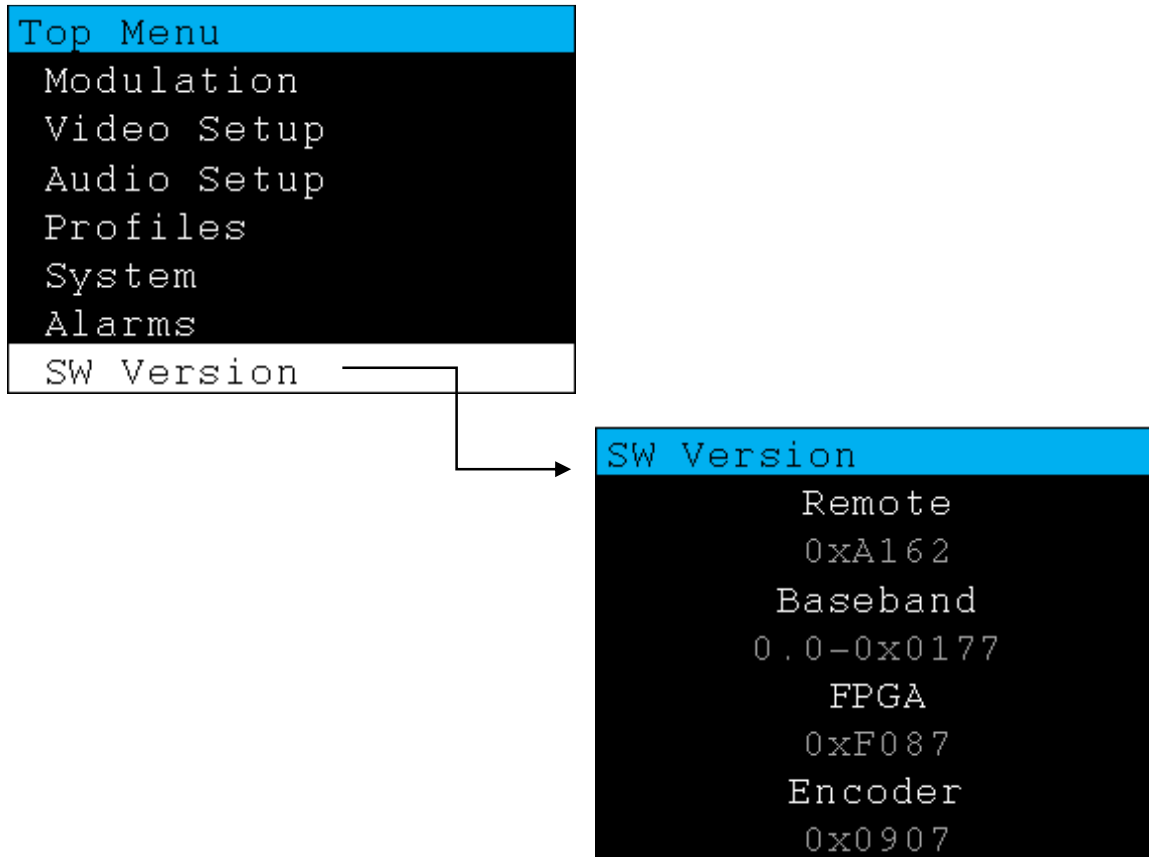 Top Menu
Modulation
Video Setup
Audio Setup
Profiles
System
Alarms
SW Version
SW Version
Remote
0xA162
Baseband
0.0-0x0177
FPGA
0xF087
Encoder
0x0907